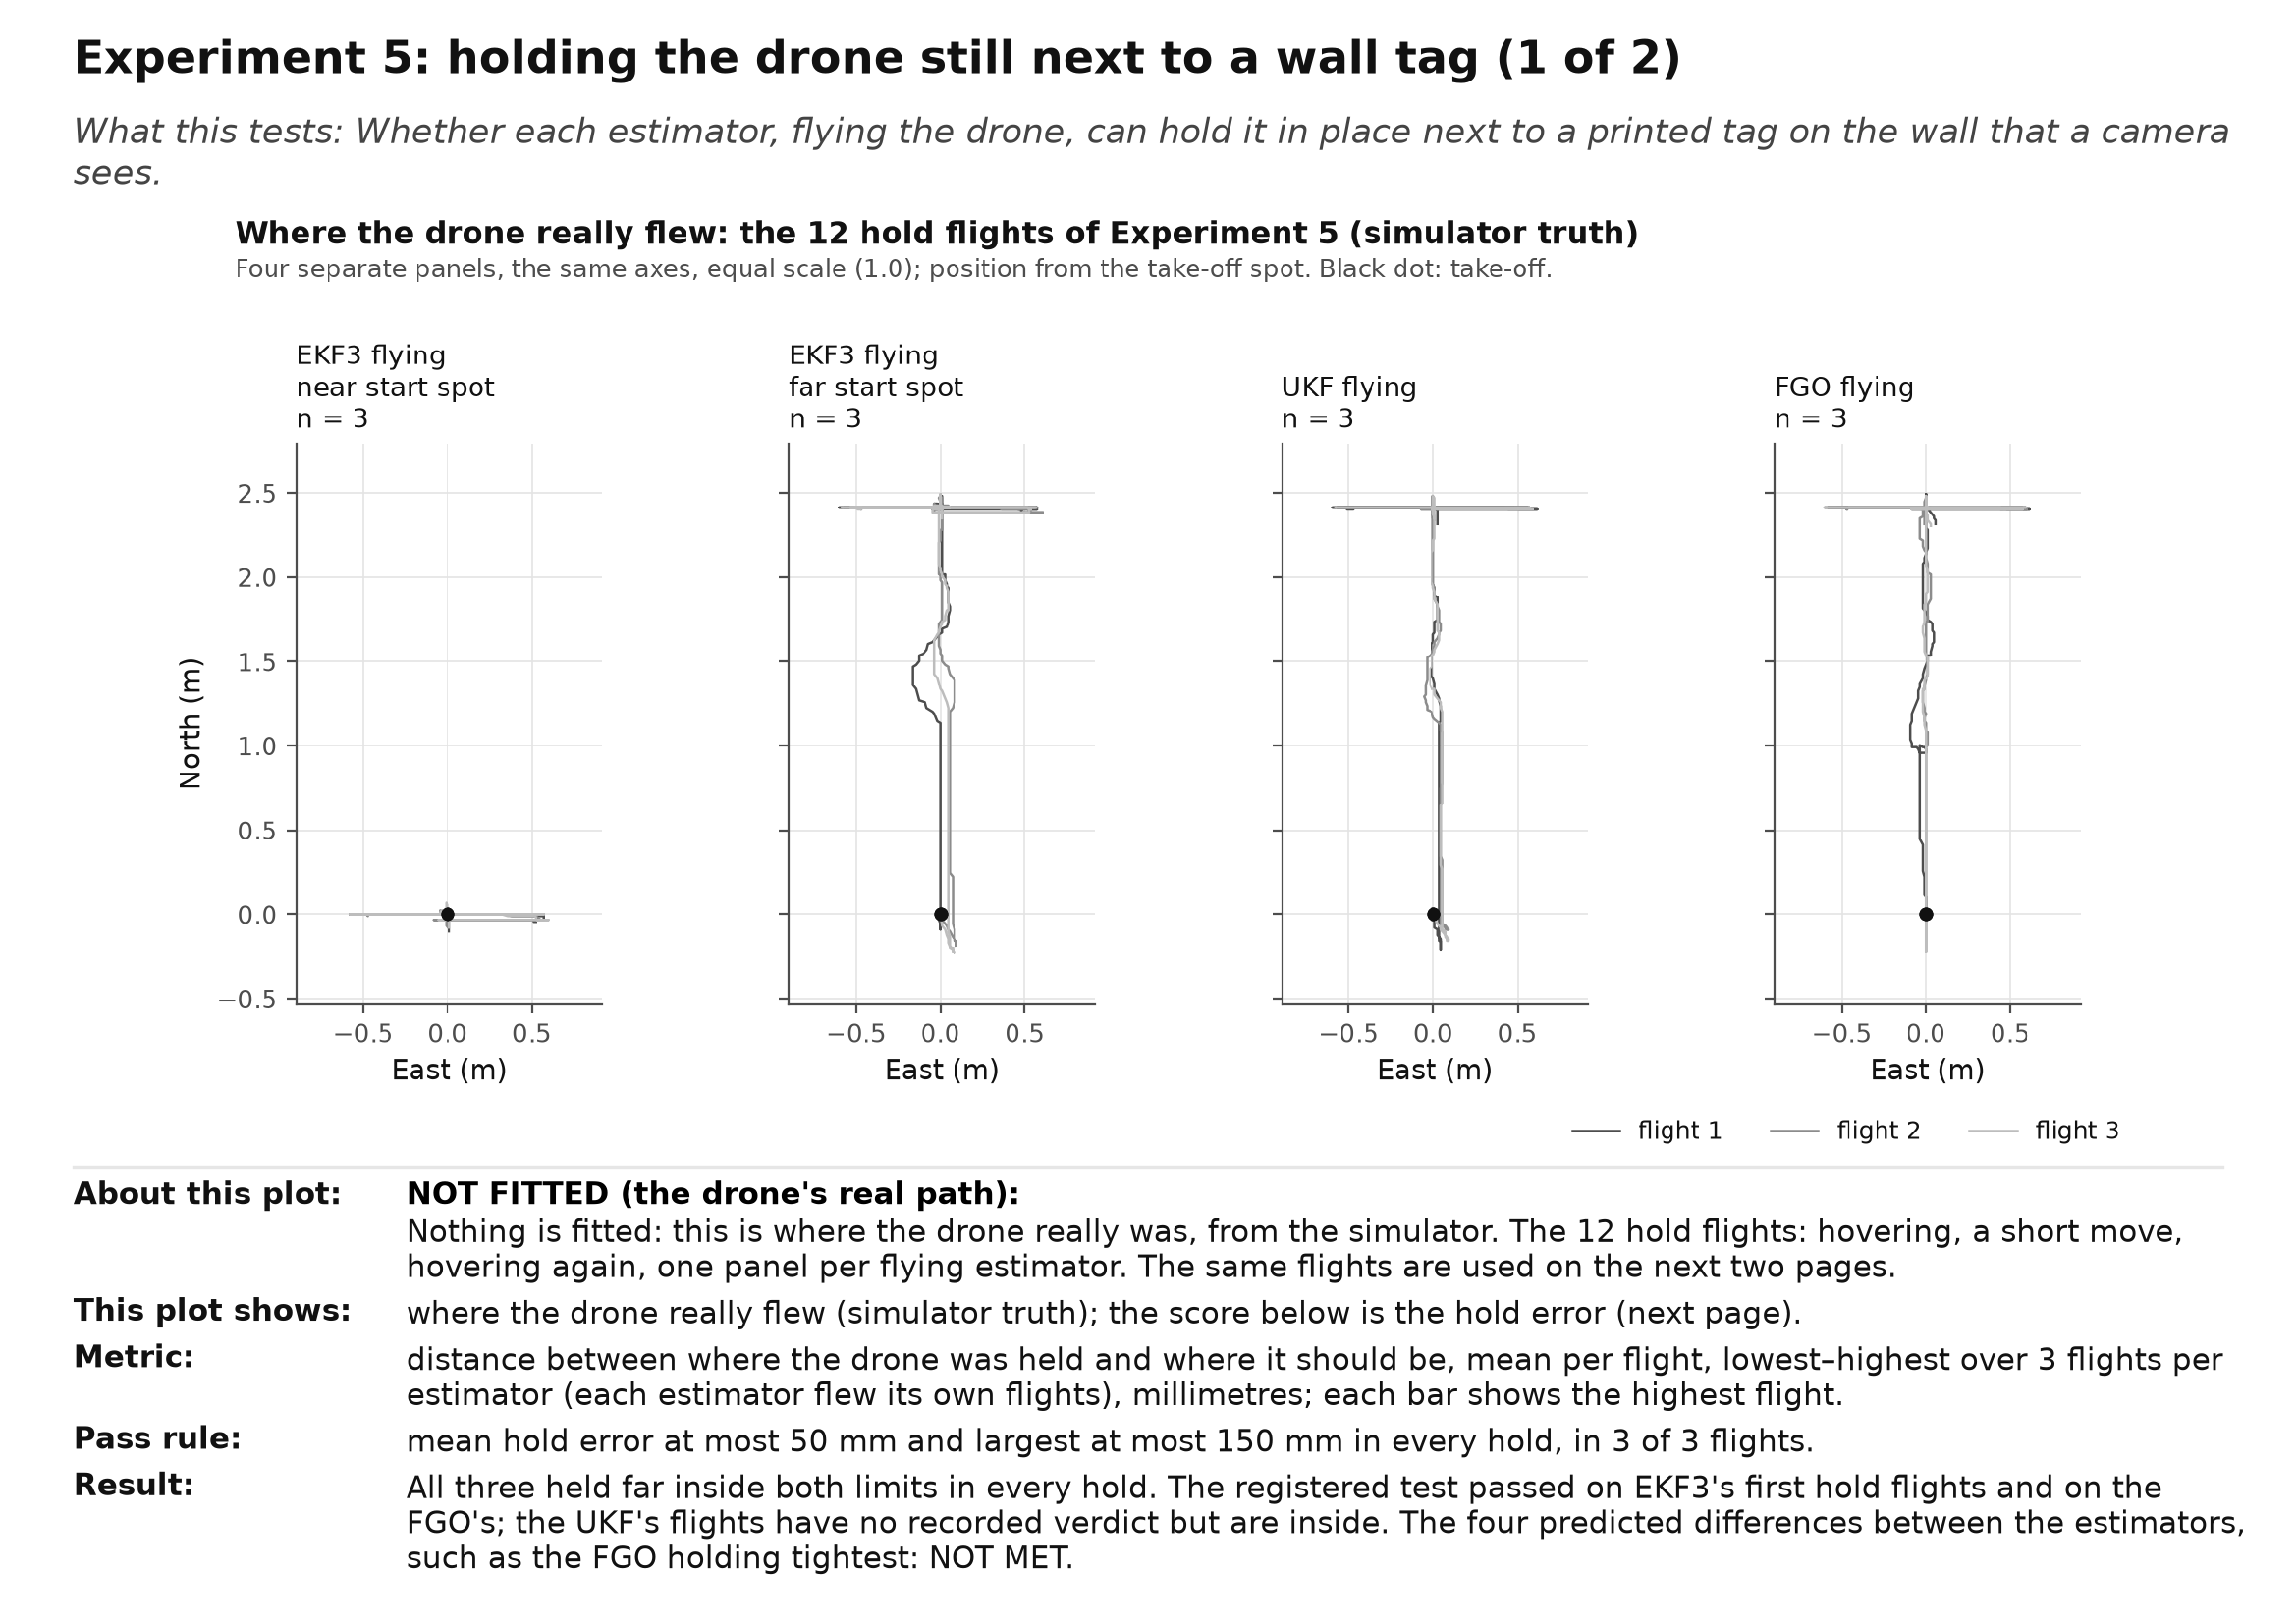 Experiment 5: holding the drone still next to a wall tag (1 of 2)
What this tests: Whether each estimator, flying the drone, can hold it in place next to a printed tag on the wall that a camera
sees.
Where the drone really flew: the 12 hold flights of Experiment 5 (simulator truth)
Four separate panels, the same axes, equal scale (1.0); position from the take-off spot. Black dot: take-off.
EKF3 flying
near start spot
n = 3
EKF3 flying
far start spot
n = 3
UKF flying
n = 3
FGO flying
n = 3
North (m)
2.5
2.0
1.5
1.0
0.5
0.0
−0.5
−0.5 0.0 0.5
East (m)
−0.5 0.0 0.5
East (m)
−0.5 0.0 0.5
East (m)
−0.5 0.0 0.5
East (m)
flight 1 flight 2 flight 3
About this plot: NOT FITTED (the drone's real path):
Nothing is fitted: this is where the drone really was, from the simulator. The 12 hold flights: hovering, a short move,
hovering again, one panel per flying estimator. The same flights are used on the next two pages.
This plot shows: where the drone really flew (simulator truth); the score below is the hold error (next page).
Metric: distance between where the drone was held and where it should be, mean per flight, lowest–highest over 3 flights per
estimator (each estimator flew its own flights), millimetres; each bar shows the highest flight.
Pass rule: mean hold error at most 50 mm and largest at most 150 mm in every hold, in 3 of 3 flights.
Result: All three held far inside both limits in every hold. The registered test passed on EKF3's first hold flights and on the
FGO's; the UKF's flights have no recorded verdict but are inside. The four predicted differences between the estimators,
such as the FGO holding tightest: NOT MET.